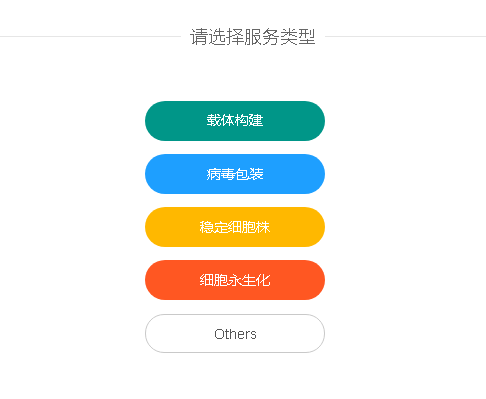 请选择服务类型
载体构建
病毒包装
稳定细胞株
细胞永生化
Others